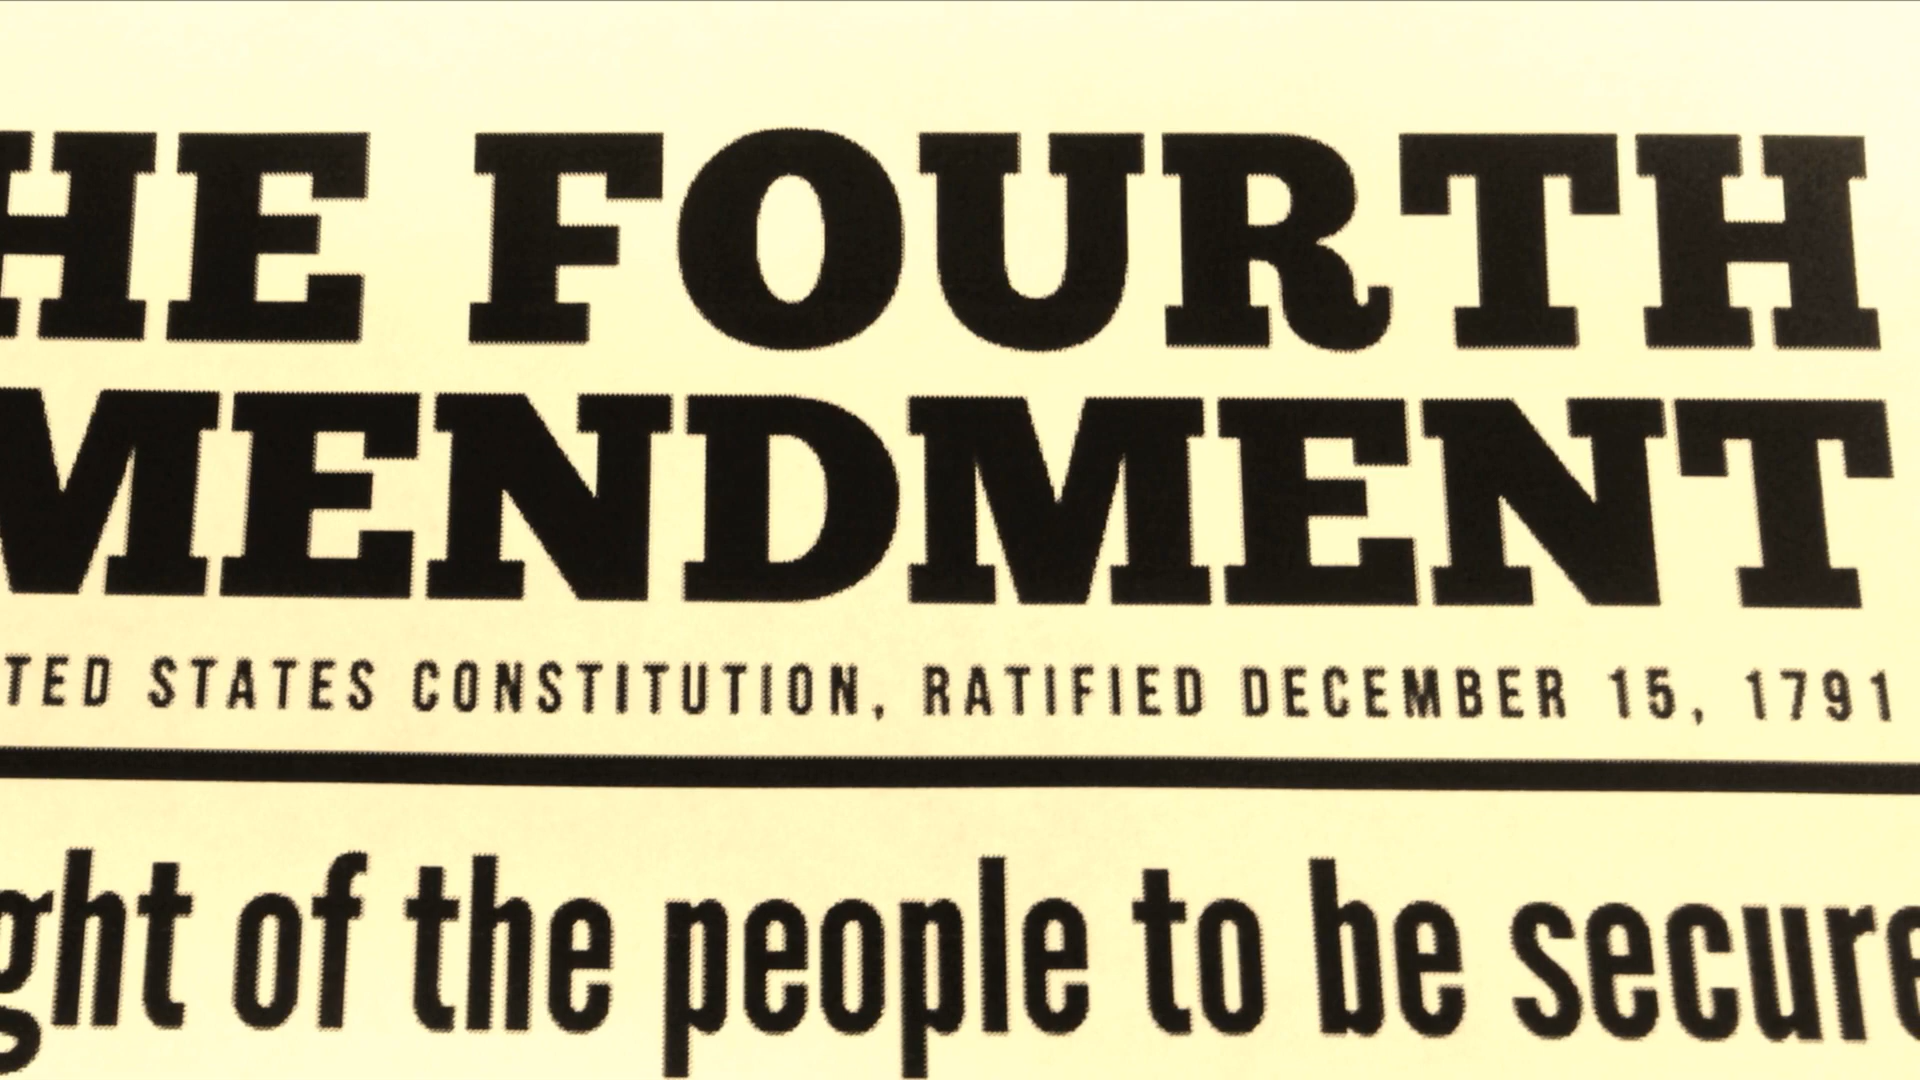 HE FOURTH
MENDMENT
TED STATES CONSTITUTION, RATIFIED DECEMBER 15, 1791
ght of the people to be secure